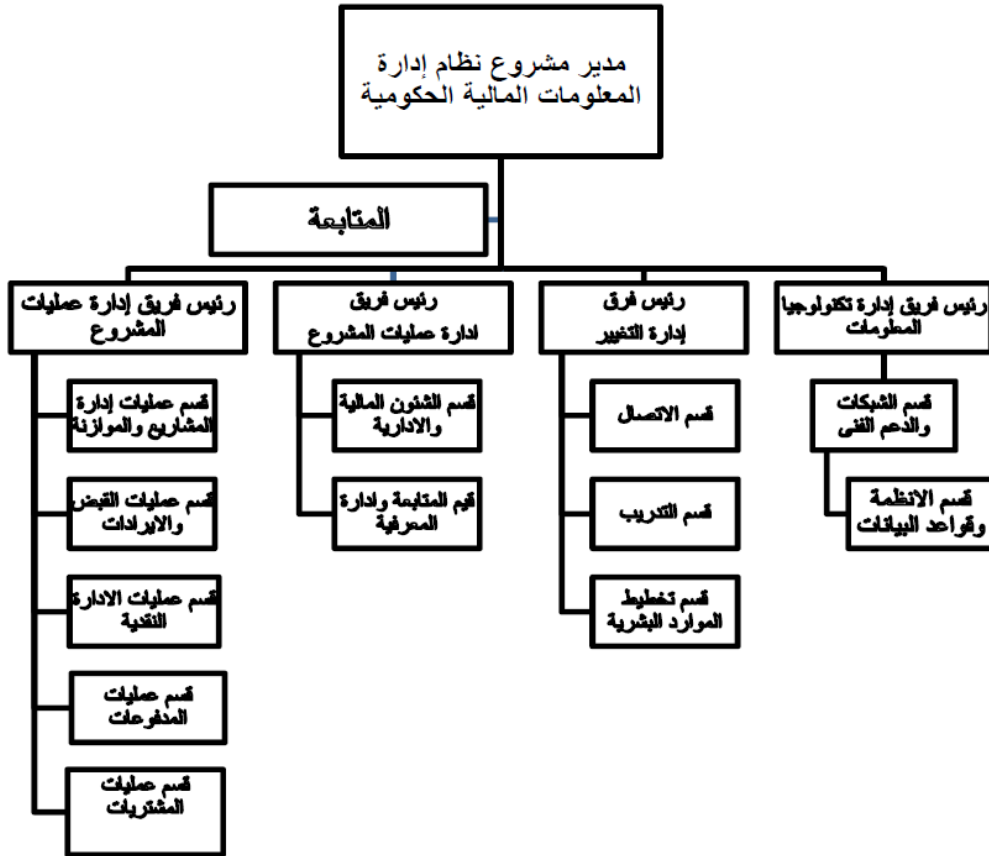 مدير مشروع نظام إدارة
المعلومات المالية الحكومية
المتابعة
رئيس فريق إدارة تكنولوجيا
المعلومات
رئيس فرق
إدارة التغيير
رئيس فريق
ادارة عمليات المشروع
رئيس فريق إدارة عمليات
المشروع
قسم الشبكات
والدعم الفنى
قسم الانظمة
وقواعد البيانات
قسم الاتصال
قسم التدريب
قسم تخطيط
الموارد البشرية
قسم الشئون المالية
والادارية
قيم المتابعة وادارة
المعرفية
قسم عمليات إدارة
المشاريع والموازنة
قسم عمليات القبض
والايرادات
قسم عمليات الادارة
النقدية
قسم عمليات
المدفوعات
قسم عمليات
المشتريات